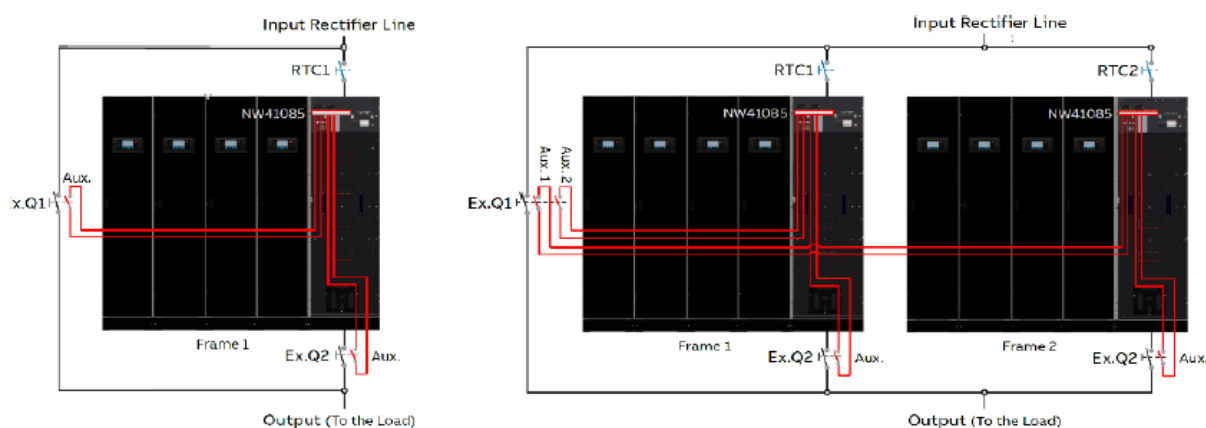 Input Rectifier Line
RTC1
NW41085
Aux.
x.Q1
Frame 1
Ex.Q2
Aux.
Output (To the Load)
Input Rectifier Line
RTC1
RTC2
NW41085
NW41085
Aux. 1
Aux. 2
Ex.Q1
Frame 1
Frame 2
Ex.Q2
Aux.
Ex.Q2
Aux.
Output (To the Load)